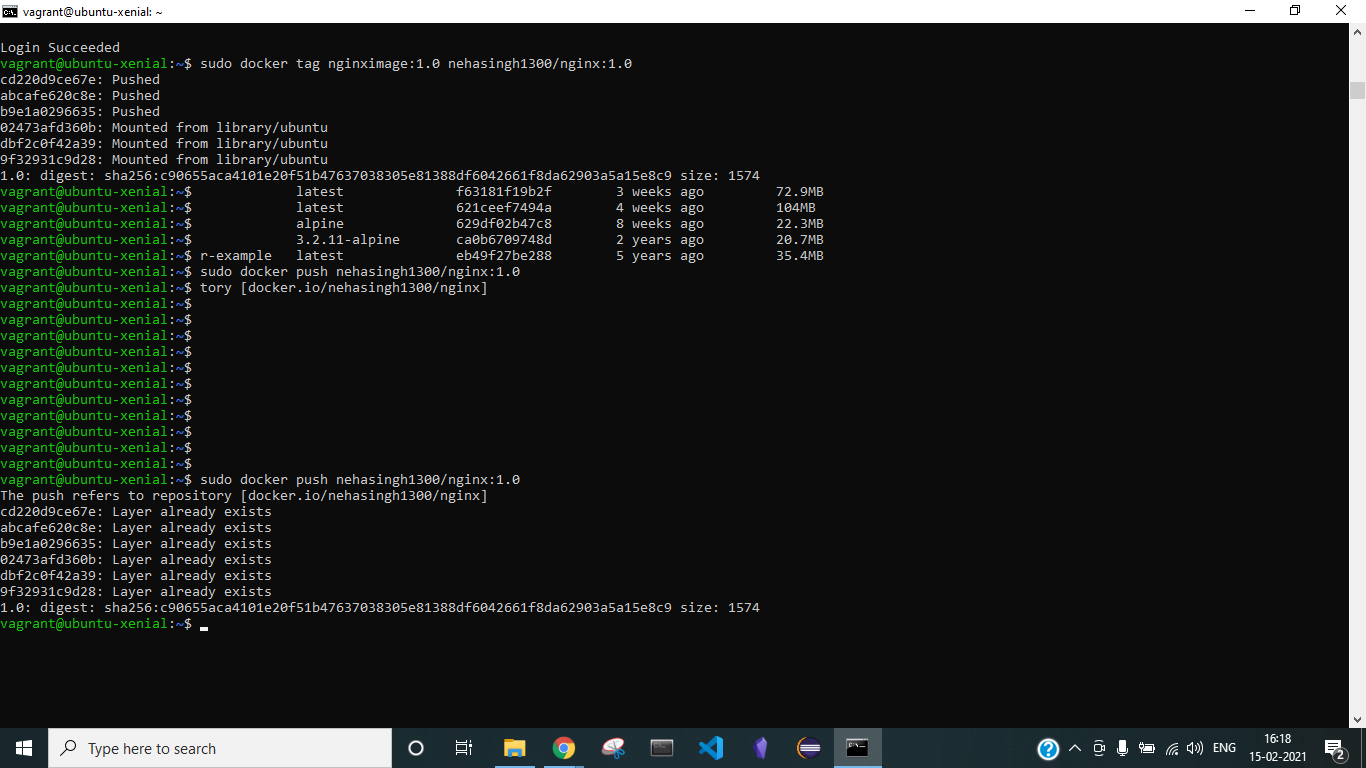 vagrant@ubuntu-xenial: ~
Login Succeeded
vagrant@ubuntu-xenial:~$ sudo docker tag nginximage:1.0 nehasingh1300/nginx:1.0
cd220d9ce67e: Pushed
abcafe620c8e: Pushed
b9e1a0296635: Pushed
02473afd360b: Mounted from library/ubuntu
dbf2c0f42a39: Mounted from library/ubuntu
9f32931c9d28: Mounted from library/ubuntu
1.0: digest: sha256:c90655aca4101e20f51b47637038305e81388df6042661f8da62903a5a15e8c9 size: 1574
vagrant@ubuntu-xenial:~$ latest f63181f19b2f 3 weeks ago 72.9MB
vagrant@ubuntu-xenial:~$ latest 621ceef7494a 4 weeks ago 104MB
vagrant@ubuntu-xenial:~$ alpine 629df02b47c8 8 weeks ago 22.3MB
vagrant@ubuntu-xenial:~$ 3.2.11-alpine ca0b6709748d 2 years ago 20.7MB
vagrant@ubuntu-xenial:~$ r-example latest eb49f27be288 5 years ago 35.4MB
vagrant@ubuntu-xenial:~$ sudo docker push nehasingh1300/nginx:1.0
vagrant@ubuntu-xenial:~$ tory [docker.io/nehasingh1300/nginx]
vagrant@ubuntu-xenial:~$
vagrant@ubuntu-xenial:~$
vagrant@ubuntu-xenial:~$
vagrant@ubuntu-xenial:~$
vagrant@ubuntu-xenial:~$
vagrant@ubuntu-xenial:~$
vagrant@ubuntu-xenial:~$
vagrant@ubuntu-xenial:~$
vagrant@ubuntu-xenial:~$
vagrant@ubuntu-xenial:~$
vagrant@ubuntu-xenial:~$
vagrant@ubuntu-xenial:~$ sudo docker push nehasingh1300/nginx:1.0
The push refers to repository [docker.io/nehasingh1300/nginx]
cd220d9ce67e: Layer already exists
abcafe620c8e: Layer already exists
b9e1a0296635: Layer already exists
02473afd360b: Layer already exists
dbf2c0f42a39: Layer already exists
9f32931c9d28: Layer already exists
1.0: digest: sha256:c90655aca4101e20f51b47637038305e81388df6042661f8da62903a5a15e8c9 size: 1574
vagrant@ubuntu-xenial:~$
Type here to search
ENG
16:18
15-02-2021
2